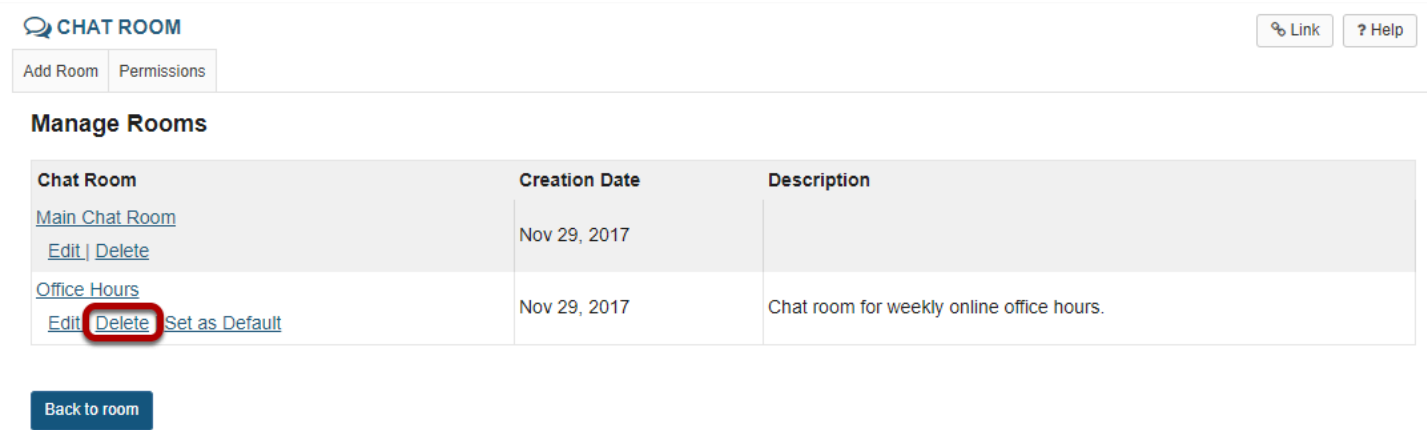 CHAT ROOM
Link
? Help
Add Room
Permissions
Manage Rooms
Chat Room Creation Date Description
Main Chat Room
Edit | Delete
Nov 29, 2017
Office Hours
Edit Delete Set as Default
Nov 29, 2017
Chat room for weekly online office hours.
Back to room